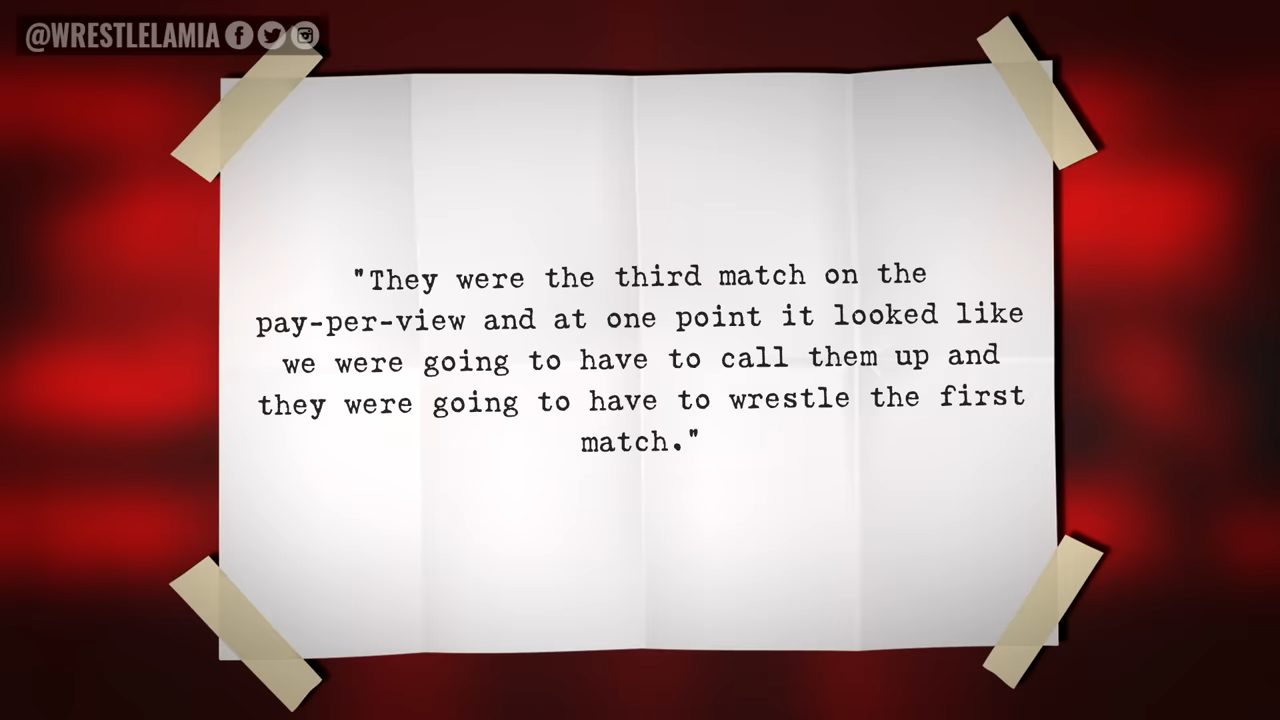 @WRESTLELAMIA
"They were the third match on the
pay-per-view and at one point it looked like
we were going to have to call them up and
they were going to have to wrestle the first
match."